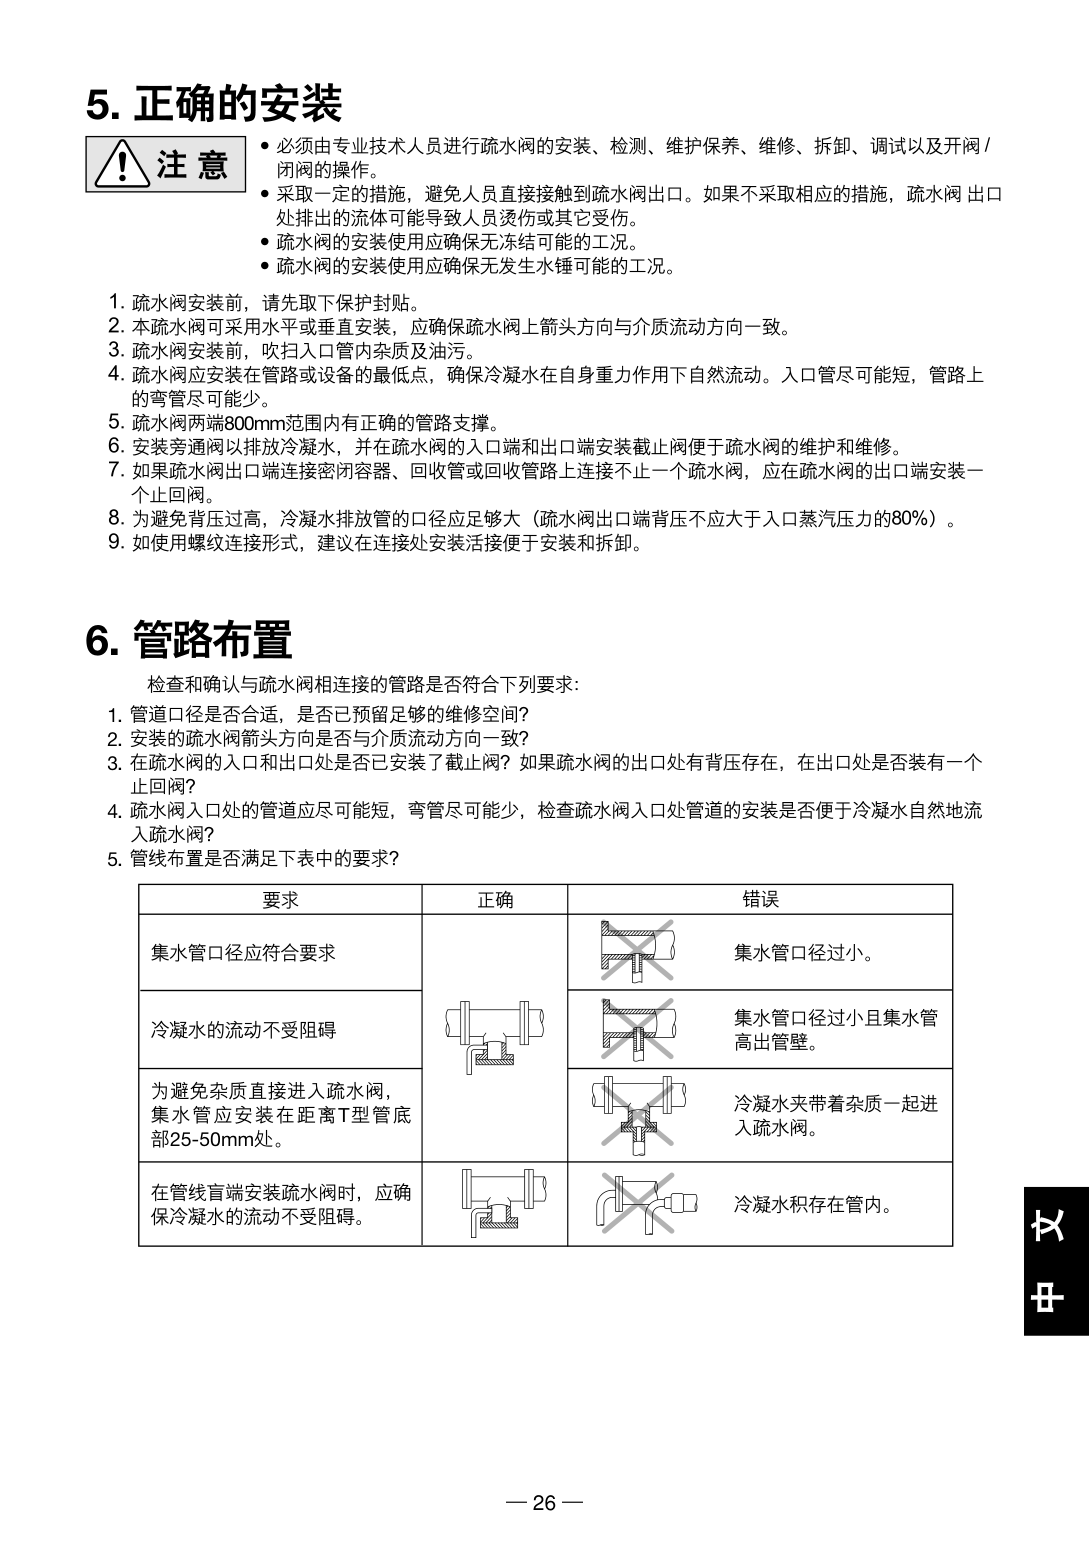 5. 正确的安装
注 意
● 必须由专业技术人员进行疏水阀的安装、检测、维护保养、维修、拆卸、调试以及开阀 /
闭阀的操作。
● 采取一定的措施，避免人员直接接触到疏水阀出口。如果不采取相应的措施，疏水阀 出口
处排出的流体可能导致人员烫伤或其它受伤。
● 疏水阀的安装使用应确保无冻结可能的工况。
● 疏水阀的安装使用应确保无发生水锤可能的工况。
1. 疏水阀安装前，请先取下保护封贴。
2. 本疏水阀可采用水平或垂直安装，应确保疏水阀上箭头方向与介质流动方向一致。
3. 疏水阀安装前，吹扫入口管内杂质及油污。
4. 疏水阀应安装在管路或设备的最低点，确保冷凝水在自身重力作用下自然流动。入口管尽可能短，管路上
的弯管尽可能少。
5. 疏水阀两端800mm范围内有正确的管路支撑。
6. 安装旁通阀以排放冷凝水，并在疏水阀的入口端和出口端安装截止阀便于疏水阀的维护和维修。
7. 如果疏水阀出口端连接密闭容器、回收管或回收管路上连接不止一个疏水阀，应在疏水阀的出口端安装一
个止回阀。
8. 为避免背压过高，冷凝水排放管的口径应足够大（疏水阀出口端背压不应大于入口蒸汽压力的80%）。
9. 如使用螺纹连接形式，建议在连接处安装活接便于安装和拆卸。
6. 管路布置
检查和确认与疏水阀相连接的管路是否符合下列要求：
1. 管道口径是否合适，是否已预留足够的维修空间？
2. 安装的疏水阀箭头方向是否与介质流动方向一致？
3. 在疏水阀的入口和出口处是否已安装了截止阀？如果疏水阀的出口处有背压存在，在出口处是否装有一个
止回阀？
4. 疏水阀入口处的管道应尽可能短，弯管尽可能少，检查疏水阀入口处管道的安装是否便于冷凝水自然地流
入疏水阀？
5. 管线布置是否满足下表中的要求？
要求 正确 错误
集水管口径应符合要求 集水管口径过小。
冷凝水的流动不受阻碍
集水管口径过小且集水管
高出管壁。
为避免杂质直接进入疏水阀，
集水管应安装在距离T型管底
部25-50mm处。
冷凝水夹带着杂质一起进
入疏水阀。
在管线盲端安装疏水阀时，应确
保冷凝水的流动不受阻碍。
冷凝水积存在管内。
中 文
— 26 —